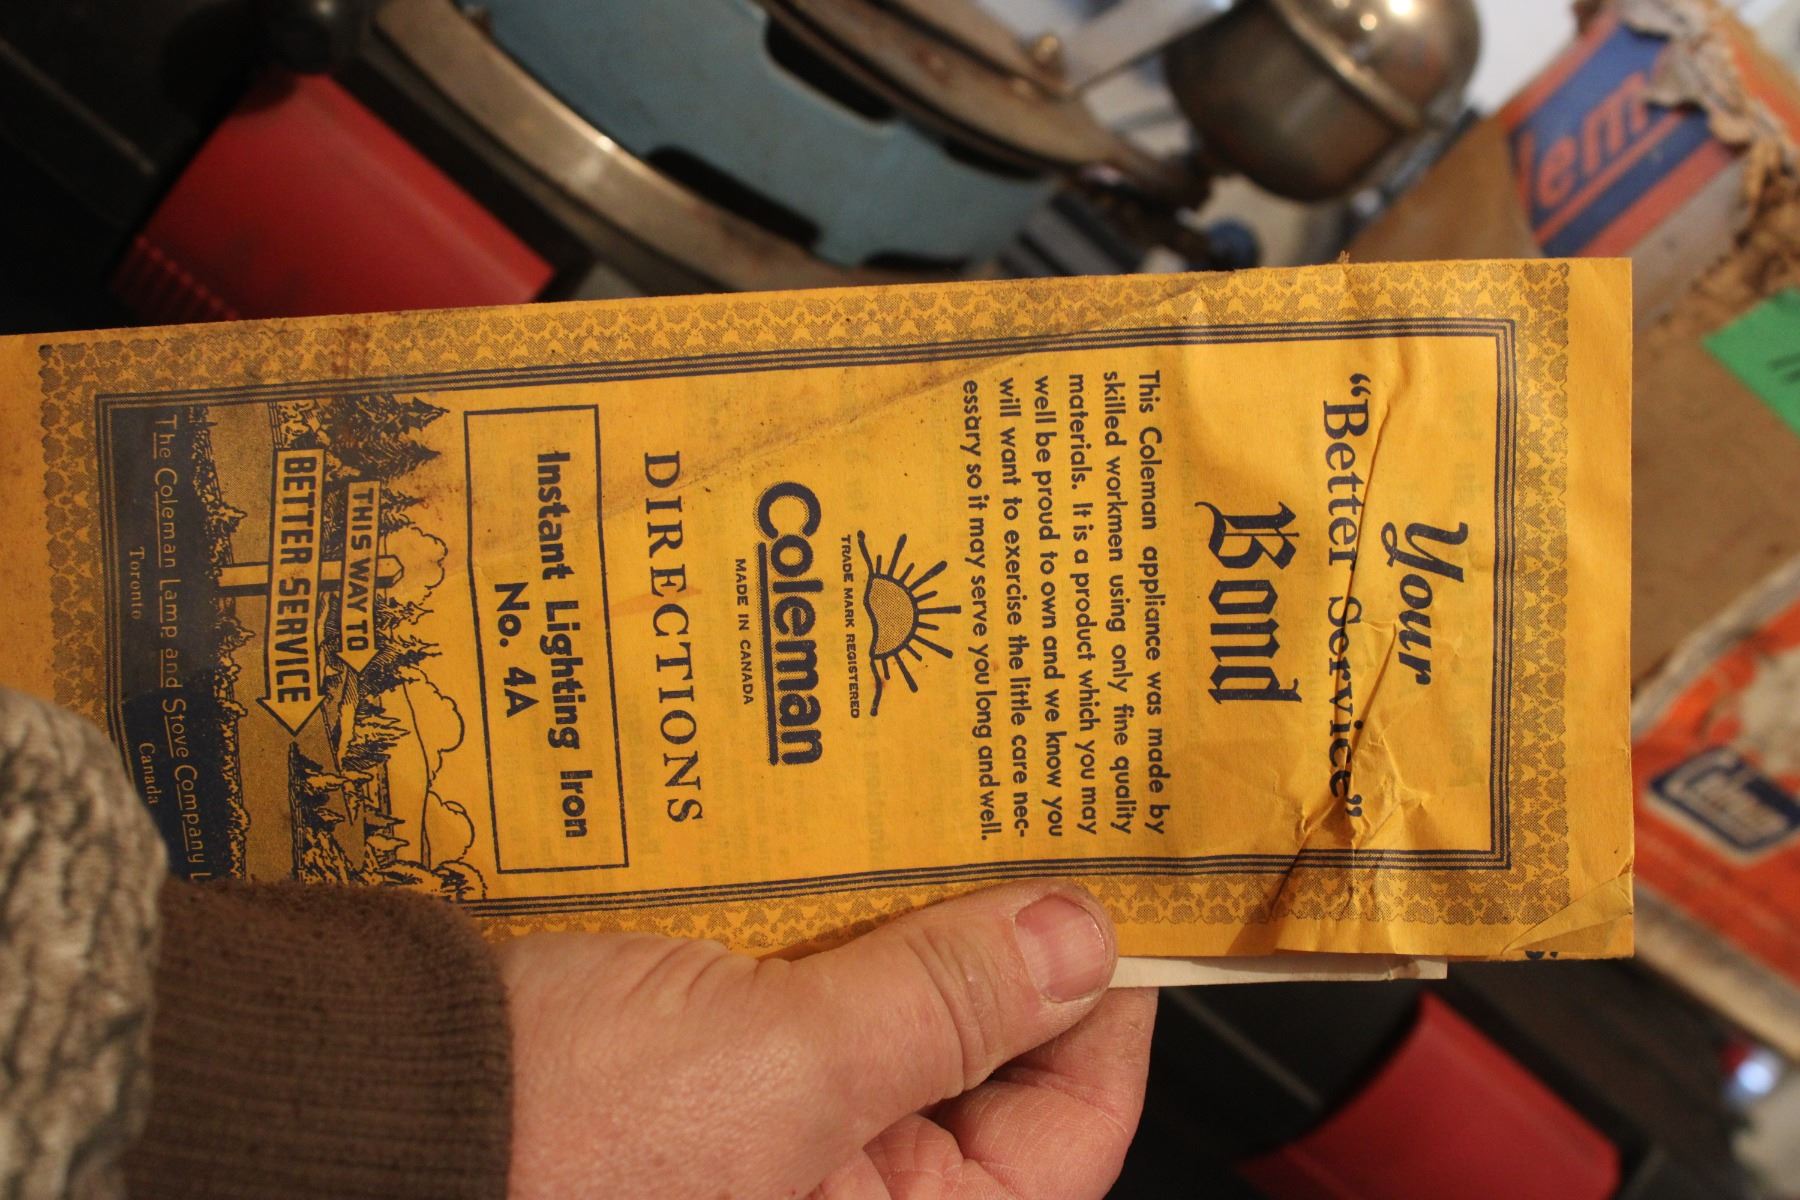 Your
"Better Service"
Bond
This Coleman appliance was made by
skilled workmen using only fine quality
materials. It is a product which you may
well be proud to own and we know you
will want to exercise the little care nec-
essary so it may serve you long and well.
TRADE MARK REGISTERED
Coleman
MADE IN CANADA
DIRECTIONS
Instant Lighting Iron
No. 4A
THIS WAY TO
BETTER SERVICE
The Coleman Lamp and Stove Company L
Toronto Canada
lem